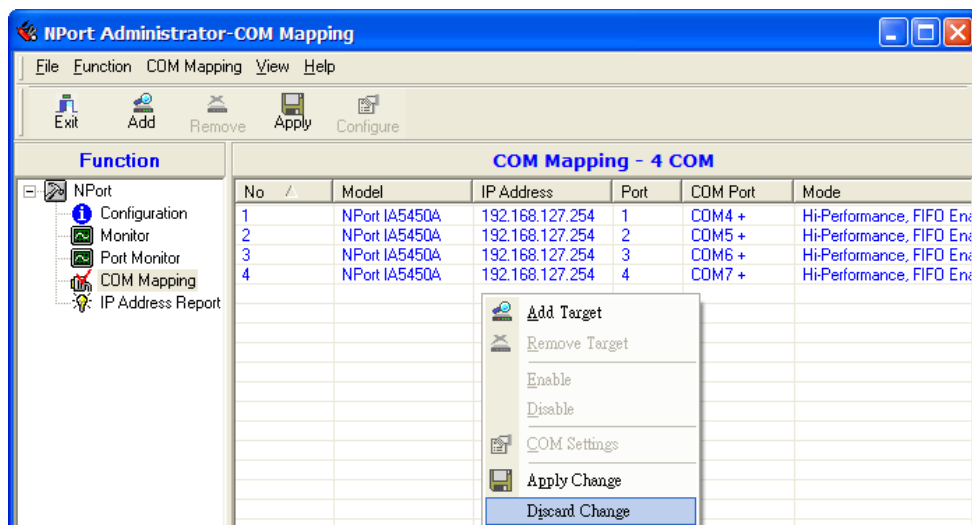 NPort Administrator-COM Mapping
File Function COM Mapping View Help
Exit Add Remove Apply Configure
Function
COM Mapping - 4 COM
NPort
Configuration
Monitor
Port Monitor
COM Mapping
IP Address Report
No Model IP Address Port COM Port Mode
1 NPort IA5450A 192.168.127.254 1 COM4 + Hi-Performance, FIFO Ena
2 NPort IA5450A 192.168.127.254 2 COM5 + Hi-Performance, FIFO Ena
3 NPort IA5450A 192.168.127.254 3 COM6 + Hi-Performance, FIFO Ena
4 NPort IA5450A 192.168.127.254 4 COM7 + Hi-Performance, FIFO Ena
Add Target
Remove Target
Enable
Disable
COM Settings
Apply Change
Discard Change